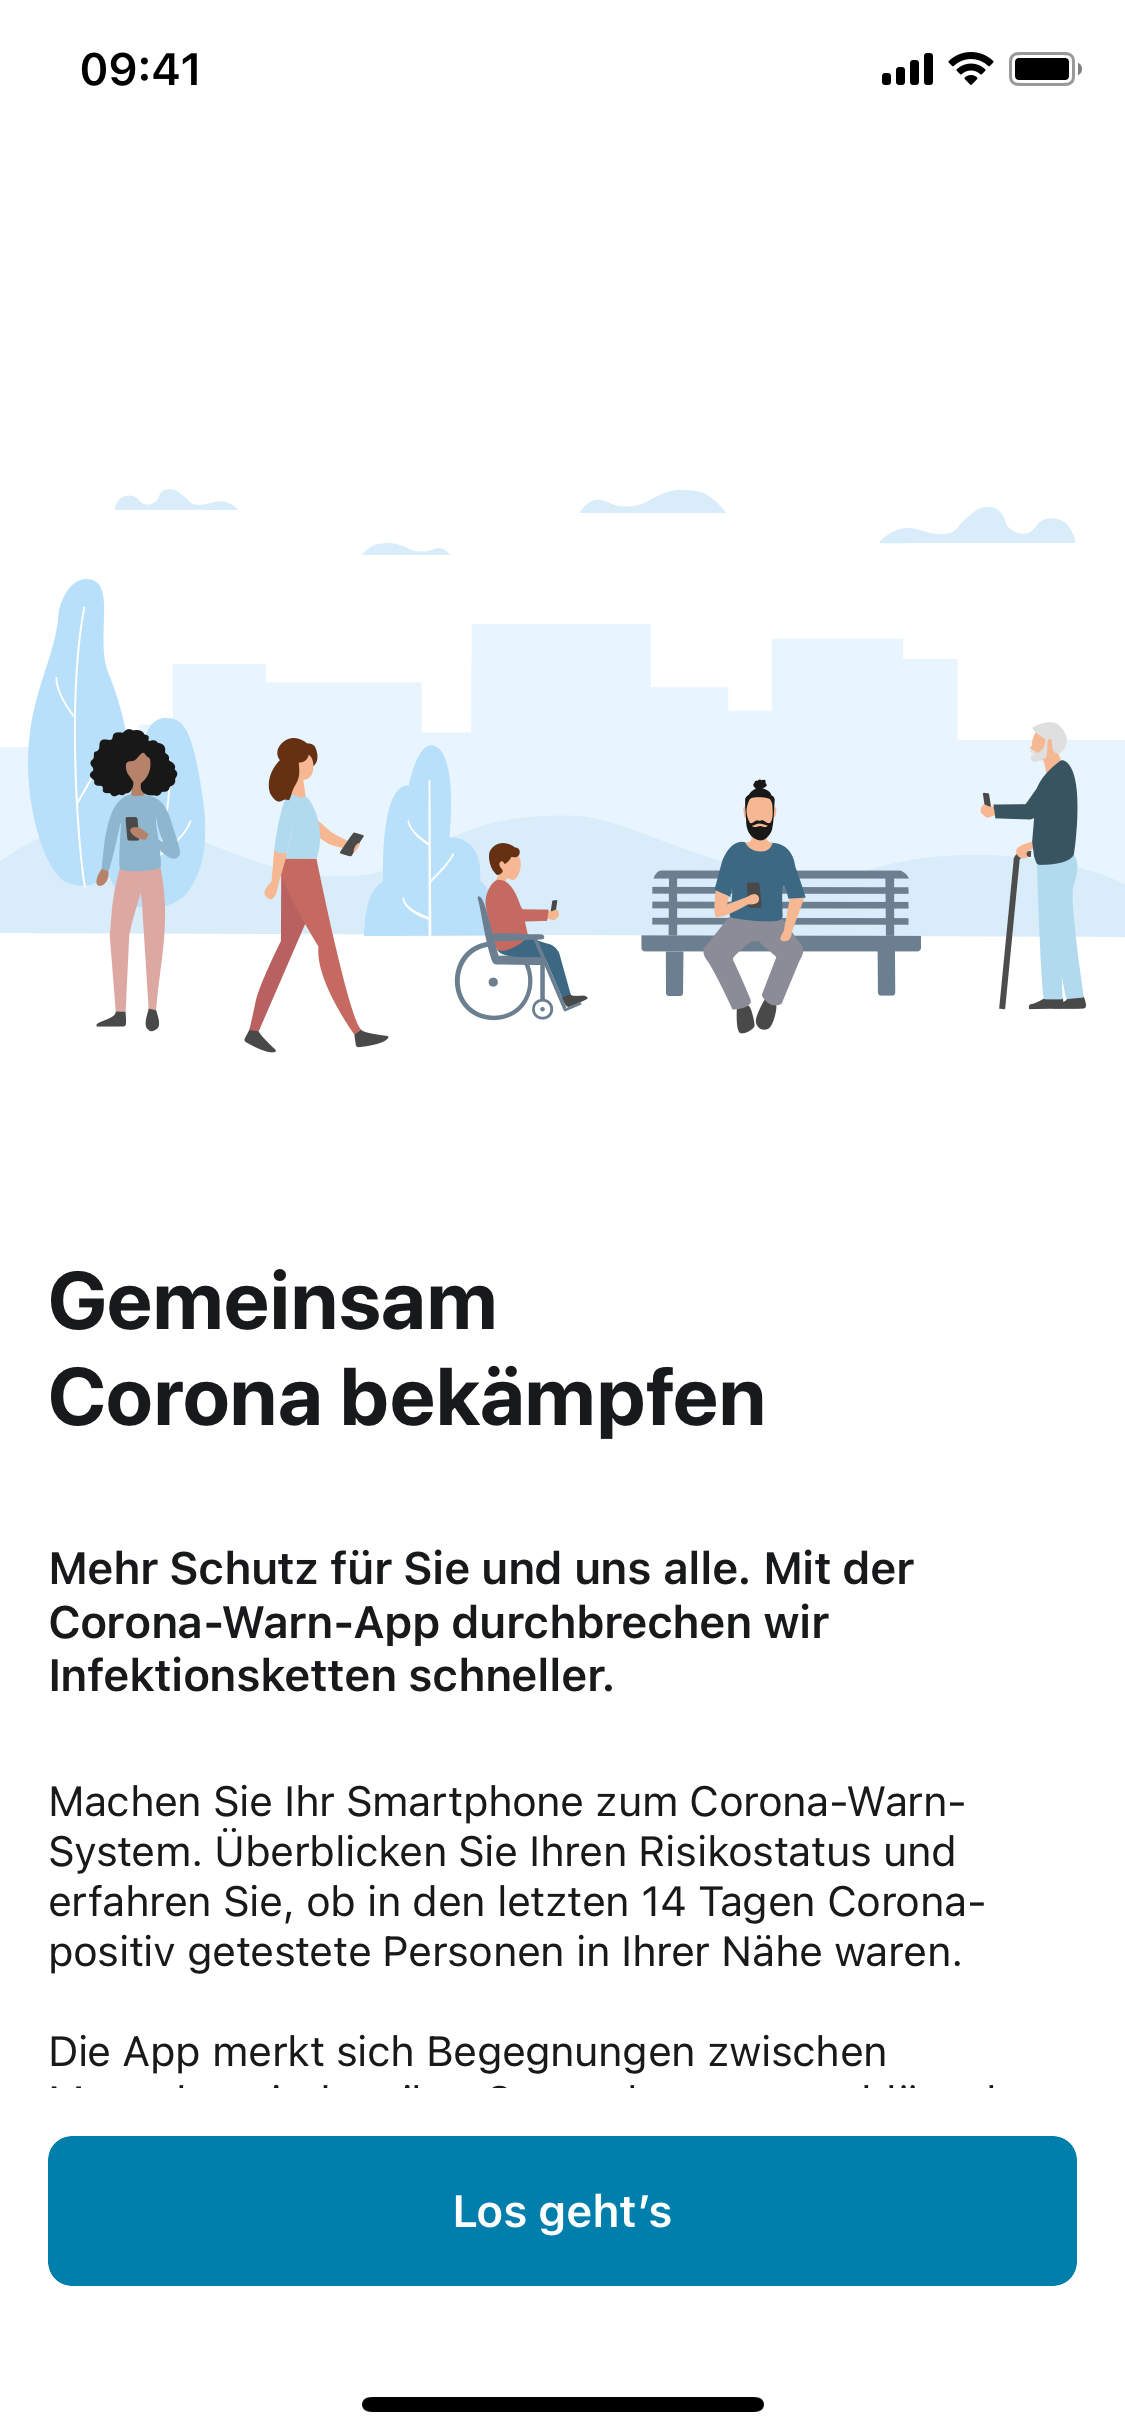 09:41
Gemeinsam
Corona bekämpfen
Mehr Schutz für Sie und uns alle. Mit der
Corona-Warn-App durchbrechen wir
Infektionsketten schneller.
Machen Sie Ihr Smartphone zum Corona-Warn-
System. Überblicken Sie Ihren Risikostatus und
erfahren Sie, ob in den letzten 14 Tagen Corona-
positiv getestete Personen in Ihrer Nähe waren.
Die App merkt sich Begegnungen zwischen
Los geht’s